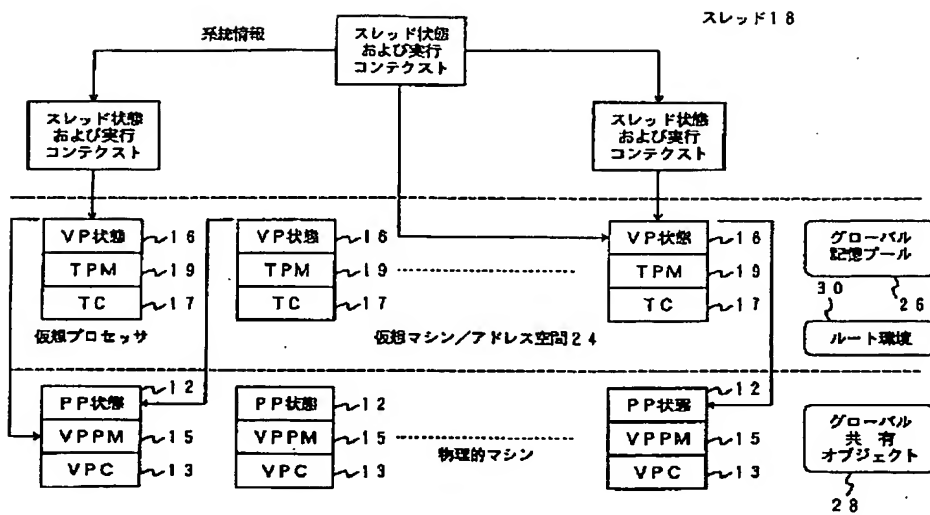 スレッド18
系統情報
スレッド状態
および実行
コンテクスト
スレッド状態
および実行
コンテクスト
スレッド状態
および実行
コンテクスト
VP状態
16
TPM
19
TC
17
仮想プロセッサ
VP状態
16
TPM
19
TC
17
仮想マシン/アドレス空間24
VP状態
16
TPM
19
TC
17
グローバル
記憶プール
30
26
ルート環境
PP状態
12
VPPM
15
VPC
13
PP状態
12
VPPM
15
VPC
13
物理的マシン
12
PP状態
VPPM
15
VPC
13
グローバル
共有
オブジェクト
28